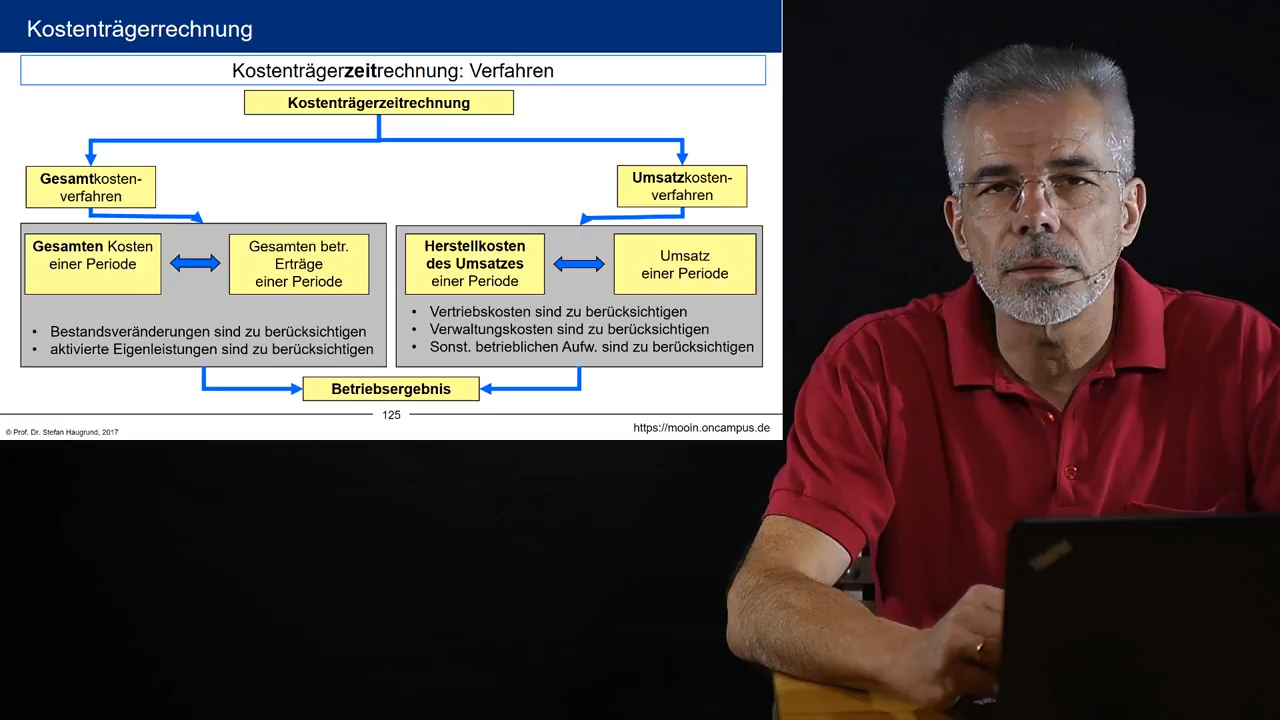 Kostenträgerrechnung
Kostenträgerzeitrechnung: Verfahren
Kostenträgerzeitrechnung
Gesamtkosten-
verfahren
Umsatzkosten-
verfahren
Gesamten Kosten
einer Periode
Gesamten betr.
Erträge
einer Periode
Herstellkosten
des Umsatzes
einer Periode
Umsatz
einer Periode
• Bestandsveränderungen sind zu berücksichtigen
• aktivierte Eigenleistungen sind zu berücksichtigen
• Vertriebskosten sind zu berücksichtigen
• Verwaltungskosten sind zu berücksichtigen
• Sonst. betrieblichen Aufw. sind zu berücksichtigen
Betriebsergebnis
125
© Prof. Dr. Stefan Haugrund, 2017
https://mooin.oncampus.de
ThinkPad